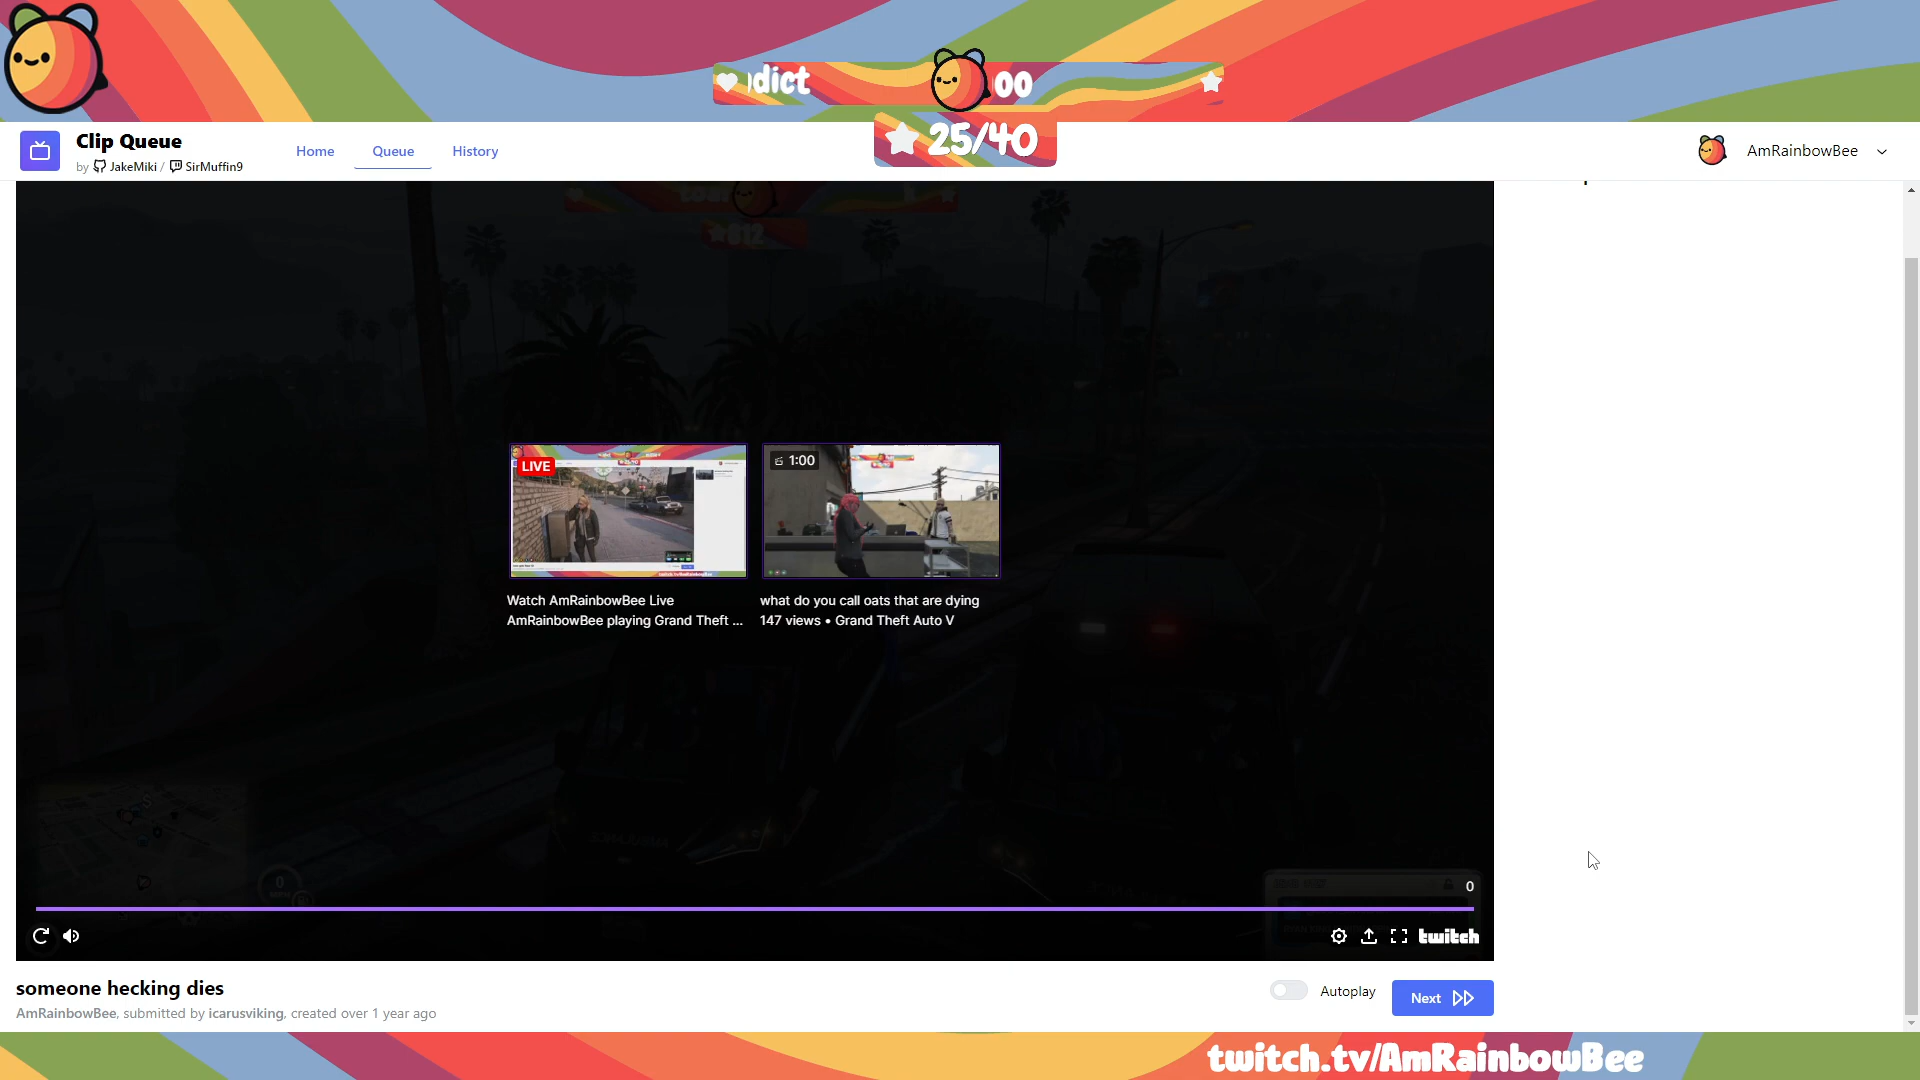 dict
00
25/40
Clip Queue
by JakeMiki / SirMuffin9
Home
Queue
History
AmRainbowBee
812
LIVE
1:00
Watch AmRainbowBee Live
AmRainbowBee playing Grand Theft ...
what do you call oats that are dying
147 views • Grand Theft Auto V
0
0
twitch
someone hecking dies
AmRainbowBee, submitted by icarusviking, created over 1 year ago
Autoplay
Next
twitch.tv/AmRainbowBee